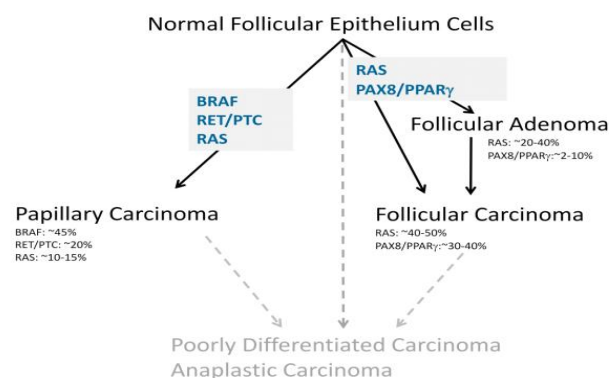 Normal Follicular Epithelium Cells
RAS
PAX8/PPARγ
BRAF
RET/PTC
RAS
Follicular Adenoma
RAS: ~20-40%
PAX8/PPARγ:~2-10%
Papillary Carcinoma
BRAF: ~45%
RET/PTC: ~20%
RAS: ~10-15%
Follicular Carcinoma
RAS: ~40-50%
PAX8/PPARγ:~30-40%
Poorly Differentiated Carcinoma
Anaplastic Carcinoma